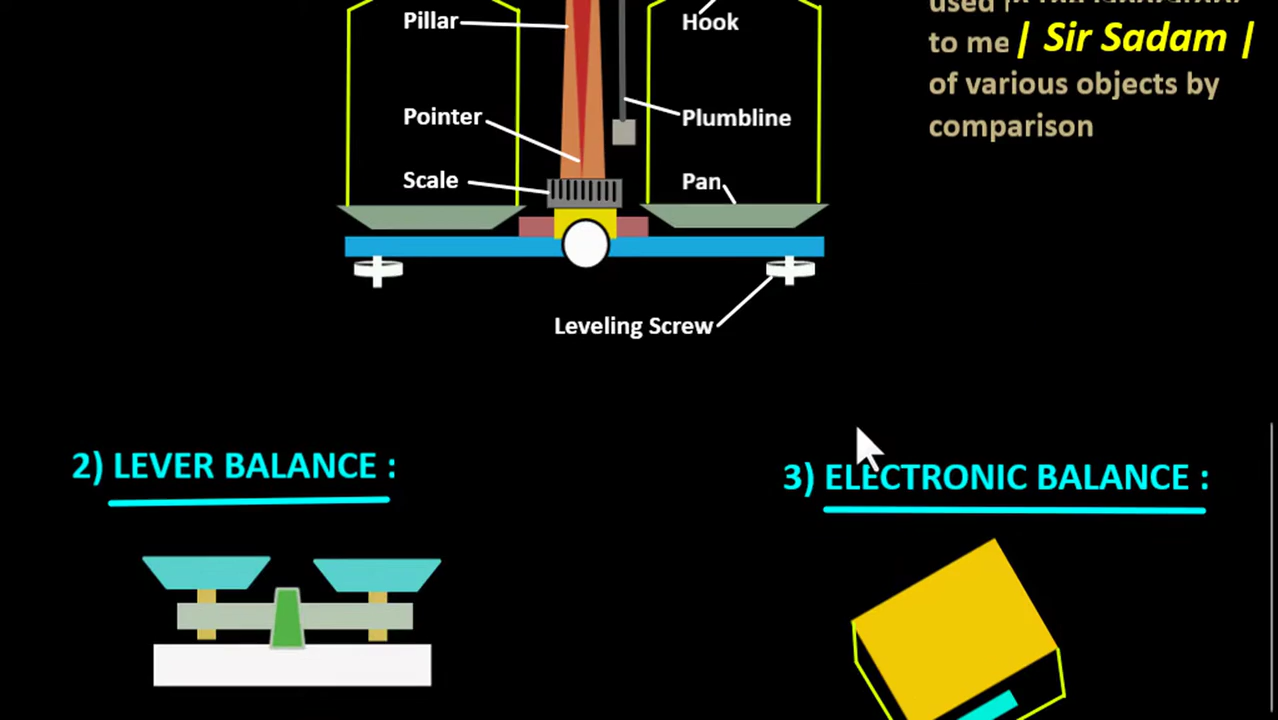 Pillar
Hook
used
to me | Sir Sadam |
of various objects by
comparison
Pointer
Plumbline
Scale
Pan
Leveling Screw
2) LEVER BALANCE :
3) ELECTRONIC BALANCE :